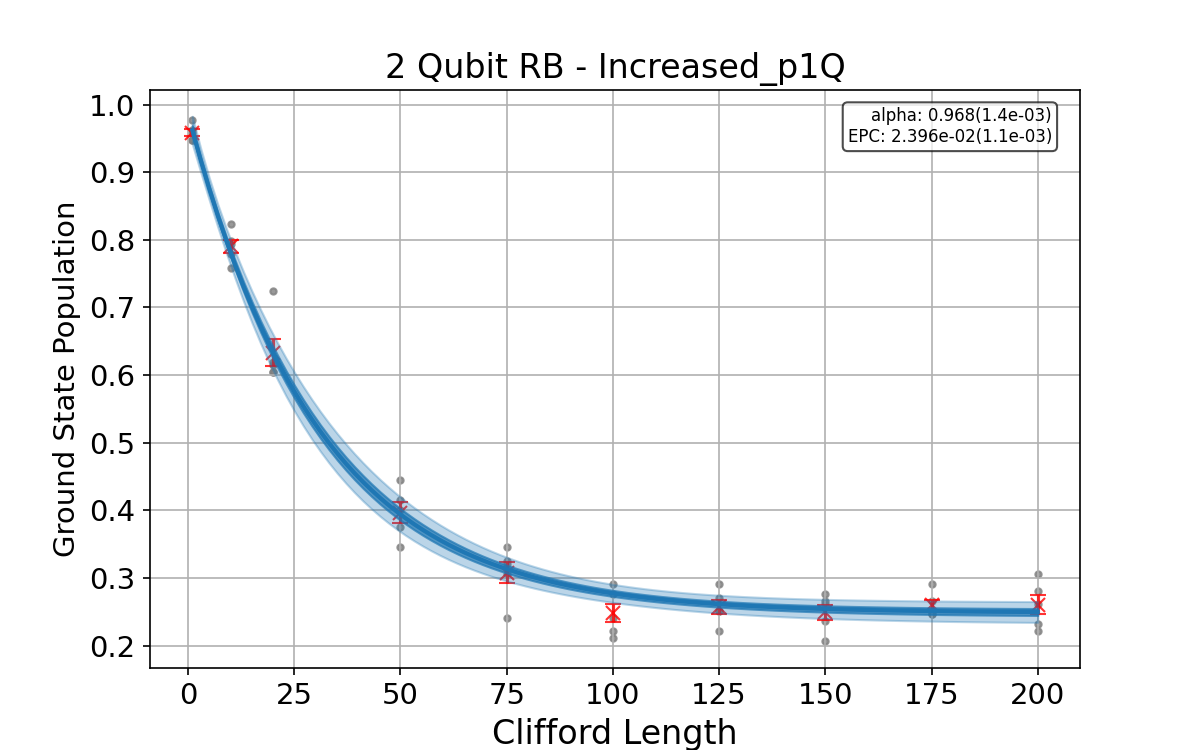 2 Qubit RB - Increased_p1Q
alpha: 0.968(1.4e-03)
EPC: 2.396e-02(1.1e-03)
Ground State Population
1.0
0.9
0.8
0.7
0.6
0.5
0.4
0.3
0.2
0 25 50 75 100 125 150 175 200
Clifford Length